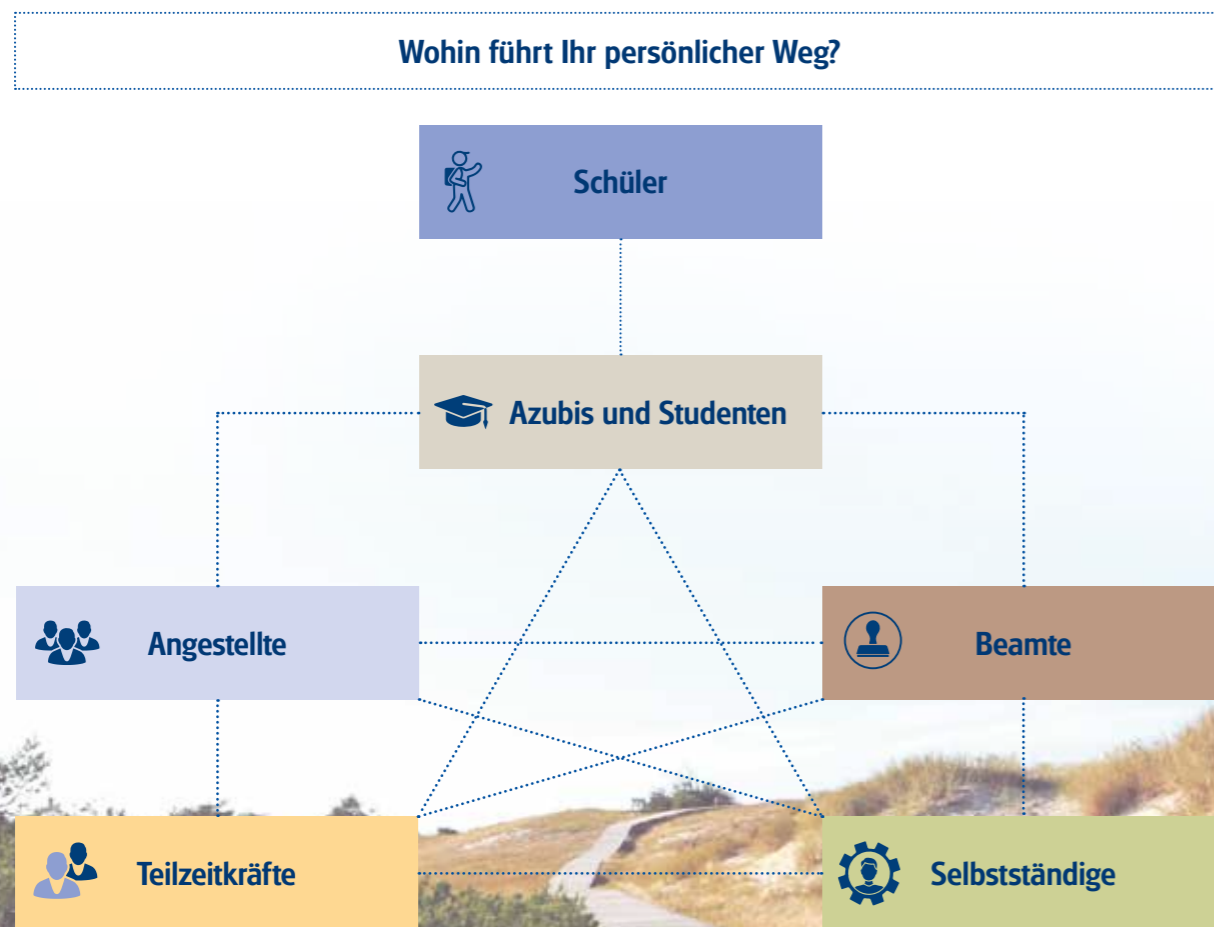 Wohin führt Ihr persönlicher Weg?
Schüler
Azubis und Studenten
Angestellte
Beamte
Teilzeitkräfte
Selbstständige